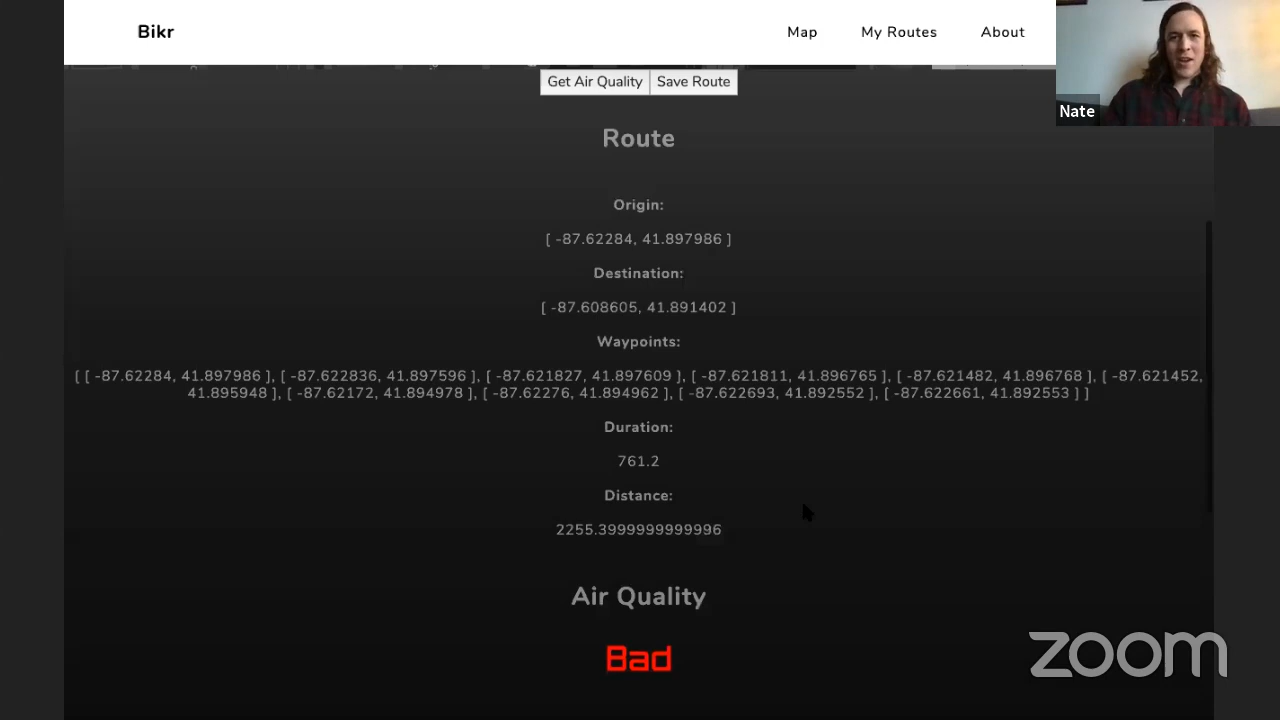 Bikr
Map
My Routes
About
Nate
Get Air Quality
Save Route
Route
Origin:
[ -87.62284, 41.897986 ]
Destination:
[ -87.608605, 41.891402 ]
Waypoints:
[ [ -87.62284, 41.897986 ], [ -87.622836, 41.897596 ], [ -87.621827, 41.897609 ], [ -87.621811, 41.896765 ], [ -87.621482, 41.896768 ], [ -87.621452,
41.895948 ], [ -87.62172, 41.894978 ], [ -87.62276, 41.894962 ], [ -87.622693, 41.892552 ], [ -87.622661, 41.892553 ] ]
Duration:
761.2
Distance:
2255.3999999999996
Air Quality
Bad
zoom